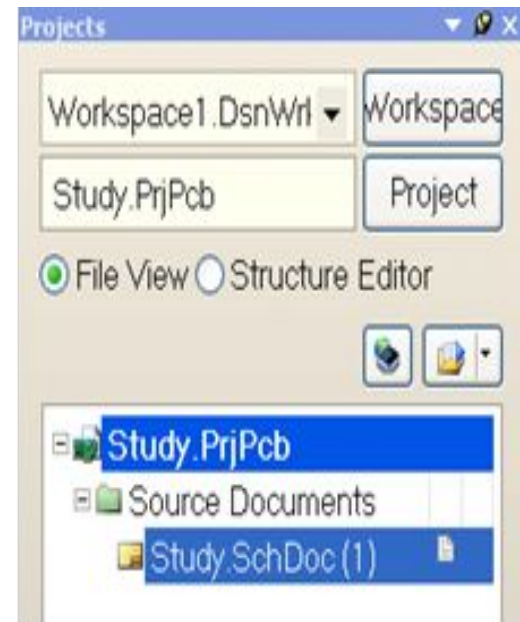 Projects
Workspace1.DsnWrl Workspace
Study.PrjPcb Project
File View Structure Editor
Study.PrjPcb
Source Documents
Study.SchDoc (1)